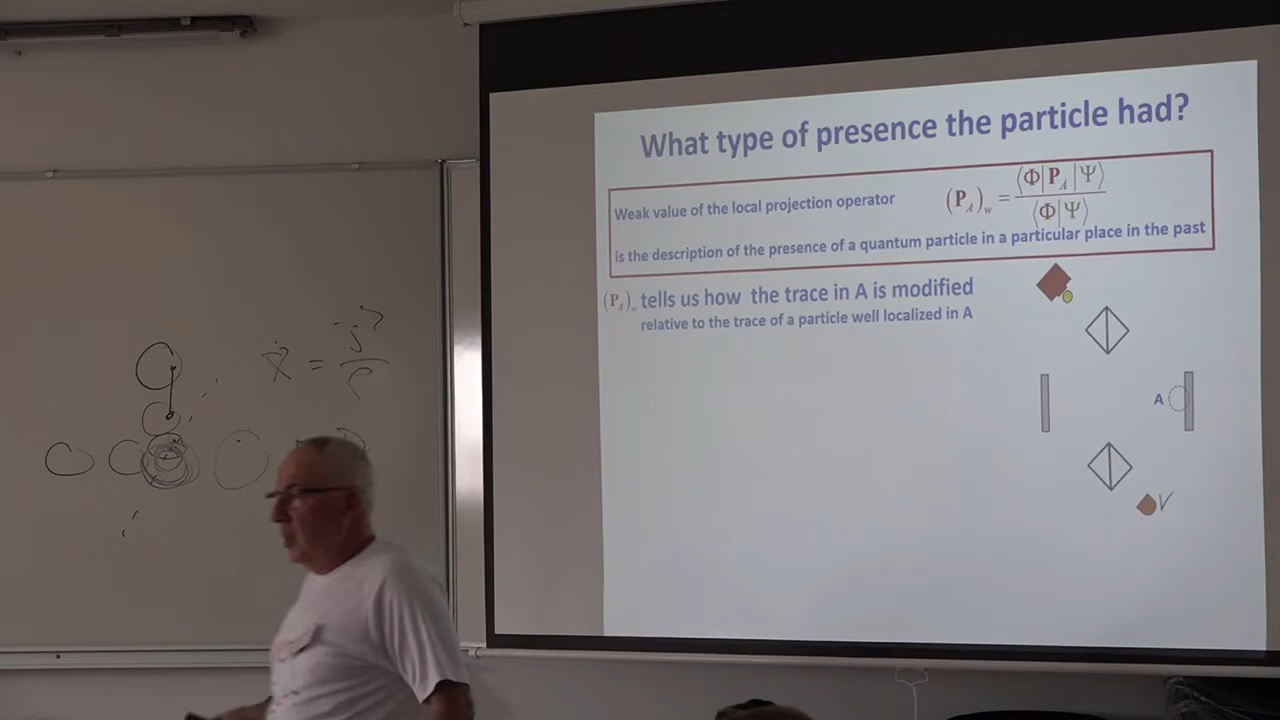 What type of presence the particle had?
Weak value of the local projection operator (P_A)_w = ⟨Φ|P_A|Ψ⟩ / ⟨Φ|Ψ⟩
is the description of the presence of a quantum particle in a particular place in the past
(P_A)_w tells us how the trace in A is modified
relative to the trace of a particle well localized in A
A